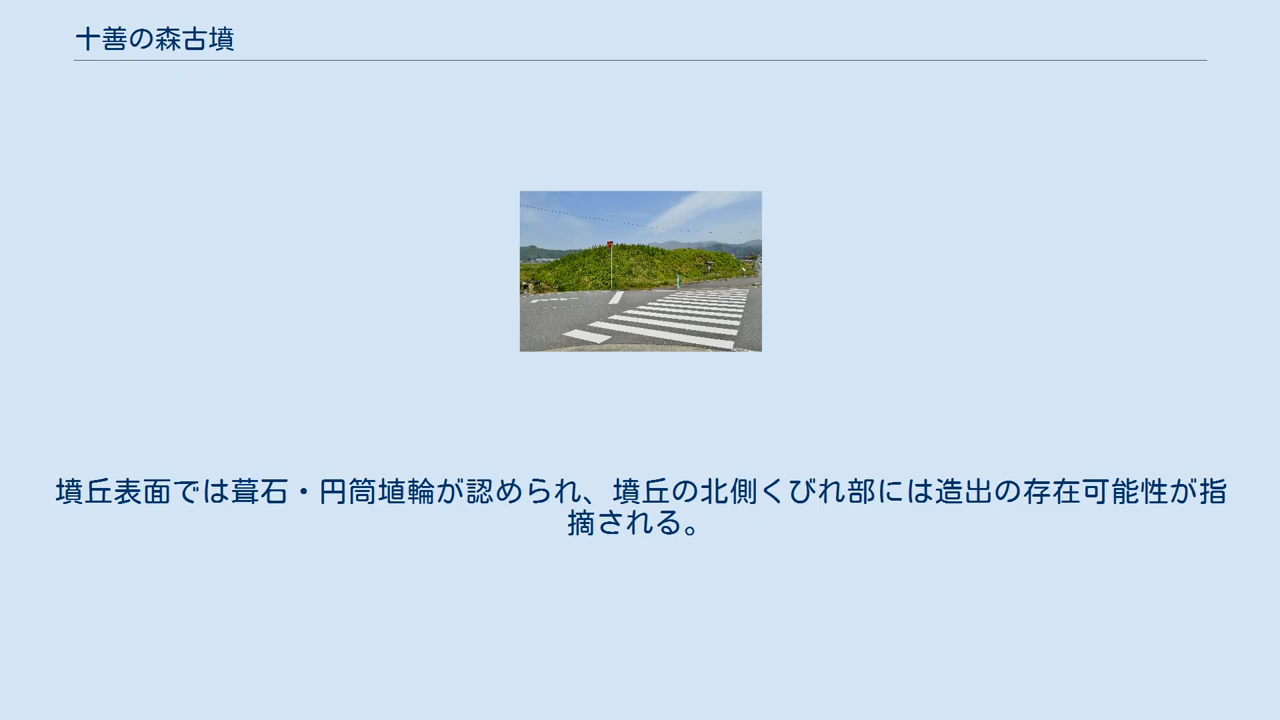 十善の森古墳
墳丘表面では葺石・円筒埴輪が認められ、墳丘の北側くびれ部には造出の存在可能性が指
摘される。